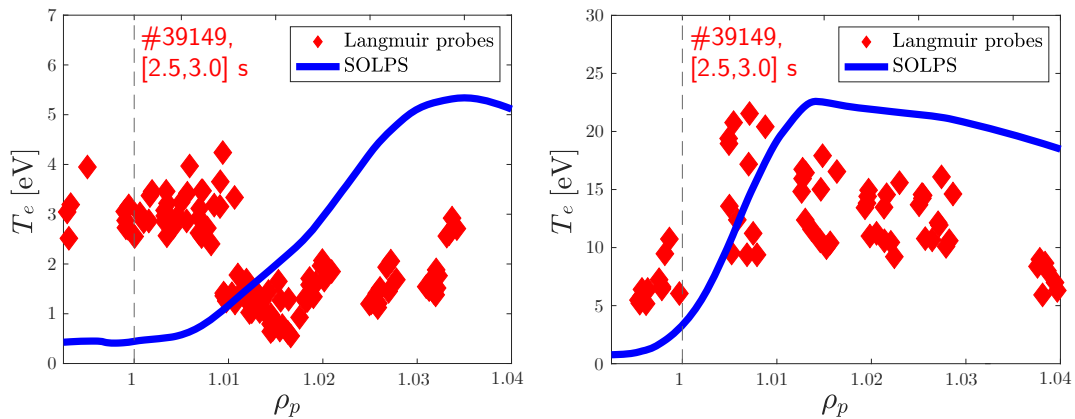 7
6
5
4
3
2
1
0
T_e [eV]
#39149,
[2.5,3.0] s
Langmuir probes
SOLPS
1
1.01
1.02
1.03
1.04
ρ_p
30
25
20
15
10
5
0
T_e [eV]
#39149,
[2.5,3.0] s
Langmuir probes
SOLPS
1
1.01
1.02
1.03
1.04
ρ_p